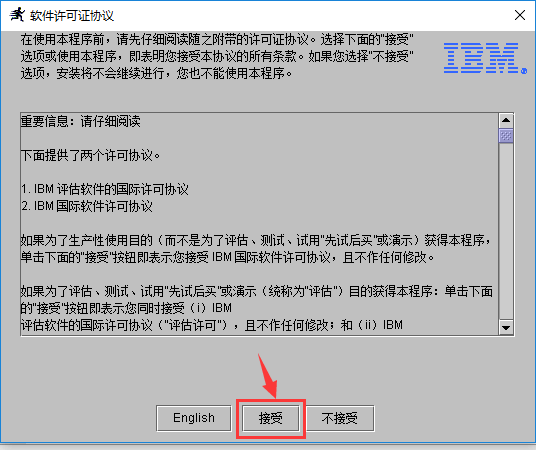 软件许可证协议
在使用本程序前，请先仔细阅读随之附带的许可证协议。选择下面的"接受"
选项或使用本程序，即表明您接受本协议的所有条款。如果您选择"不接受"
选项，安装将不会继续进行，您也不能使用本程序。
IBM®
重要信息：请仔细阅读
下面提供了两个许可协议。
1. IBM 评估软件的国际许可协议
2. IBM 国际软件许可协议
如果为了生产性使用目的（而不是为了评估、测试、试用"先试后买"或演示）获得本程序，
单击下面的"接受"按钮即表示您接受 IBM 国际软件许可协议，且不作任何修改。
如果为了评估、测试、试用"先试后买"或演示（统称为"评估"）目的获得本程序：单击下面
的"接受"按钮即表示您同时接受（i）IBM
评估软件的国际许可协议（"评估许可"），且不作任何修改；和（ii）IBM
English
接受
不接受